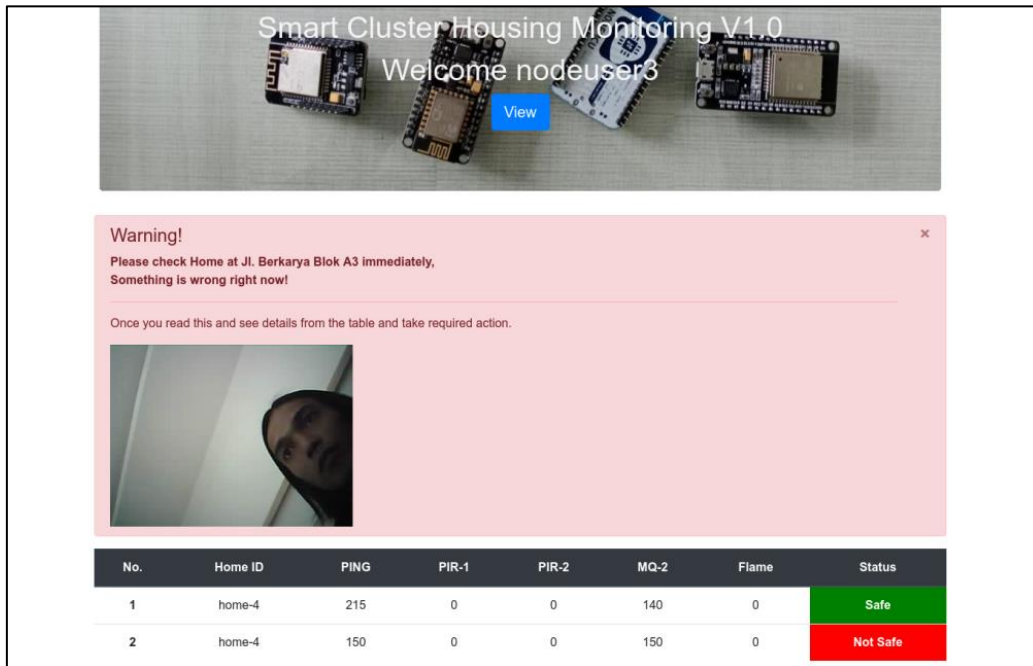 Smart Cluster Housing Monitoring V1.0
Welcome nodeuser3
View
Warning!
×
Please check Home at Jl. Berkarya Blok A3 immediately,
Something is wrong right now!
Once you read this and see details from the table and take required action.
No. Home ID PING PIR-1 PIR-2 MQ-2 Flame Status
1 home-4 215 0 0 140 0 Safe
2 home-4 150 0 0 150 0 Not Safe